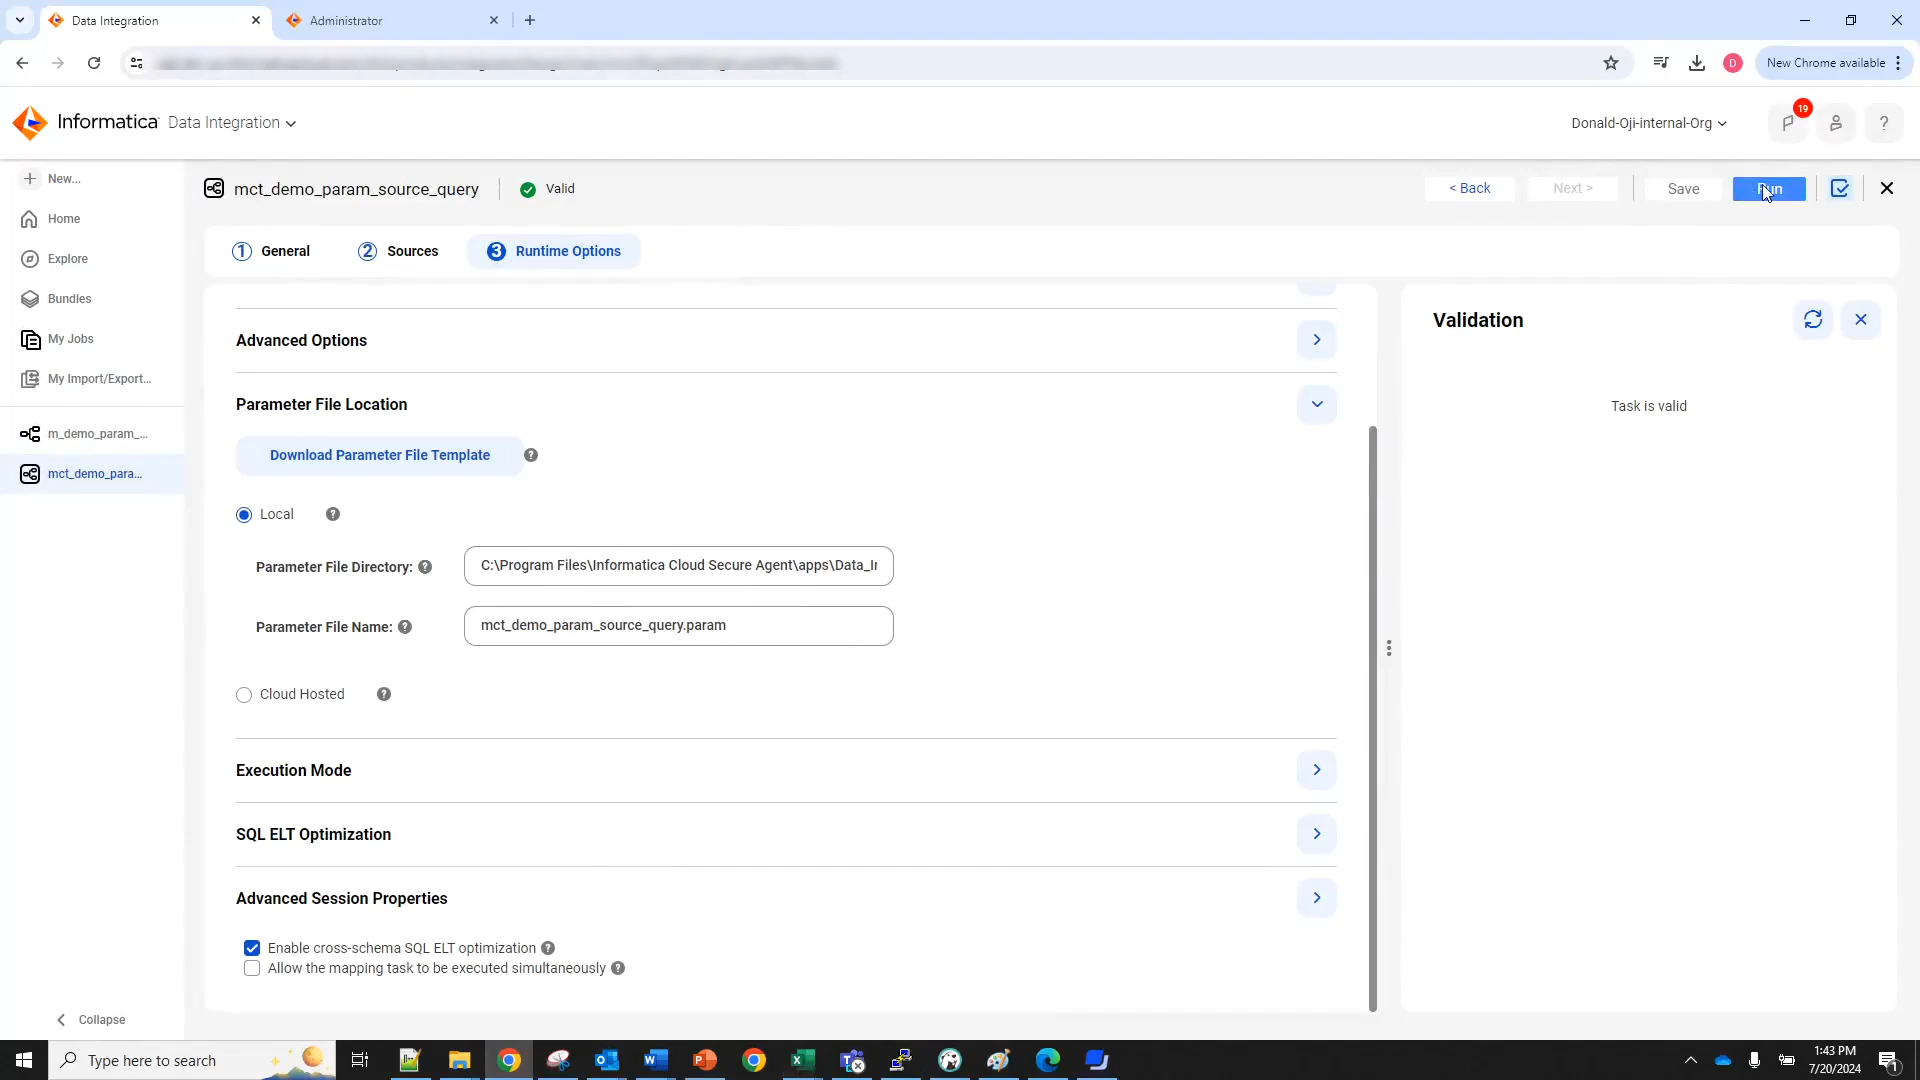 Data Integration
Administrator
New Chrome available
D
Informatica Data Integration
Donald-Oji-internal-Org
19
?
New...
Home
Explore
Bundles
My Jobs
My Import/Export...
m_demo_param_...
mct_demo_para...
Collapse
mct_demo_param_source_query
Valid
< Back
Next >
Save
Run
1 General
2 Sources
3 Runtime Options
Advanced Options
Parameter File Location
Download Parameter File Template ?
Local ?
Parameter File Directory: ? C:\Program Files\Informatica Cloud Secure Agent\apps\Data_I
Parameter File Name: ? mct_demo_param_source_query.param
Cloud Hosted ?
Execution Mode
SQL ELT Optimization
Advanced Session Properties
Enable cross-schema SQL ELT optimization ?
Allow the mapping task to be executed simultaneously ?
Validation
Task is valid
Type here to search
1:43 PM
7/20/2024
1